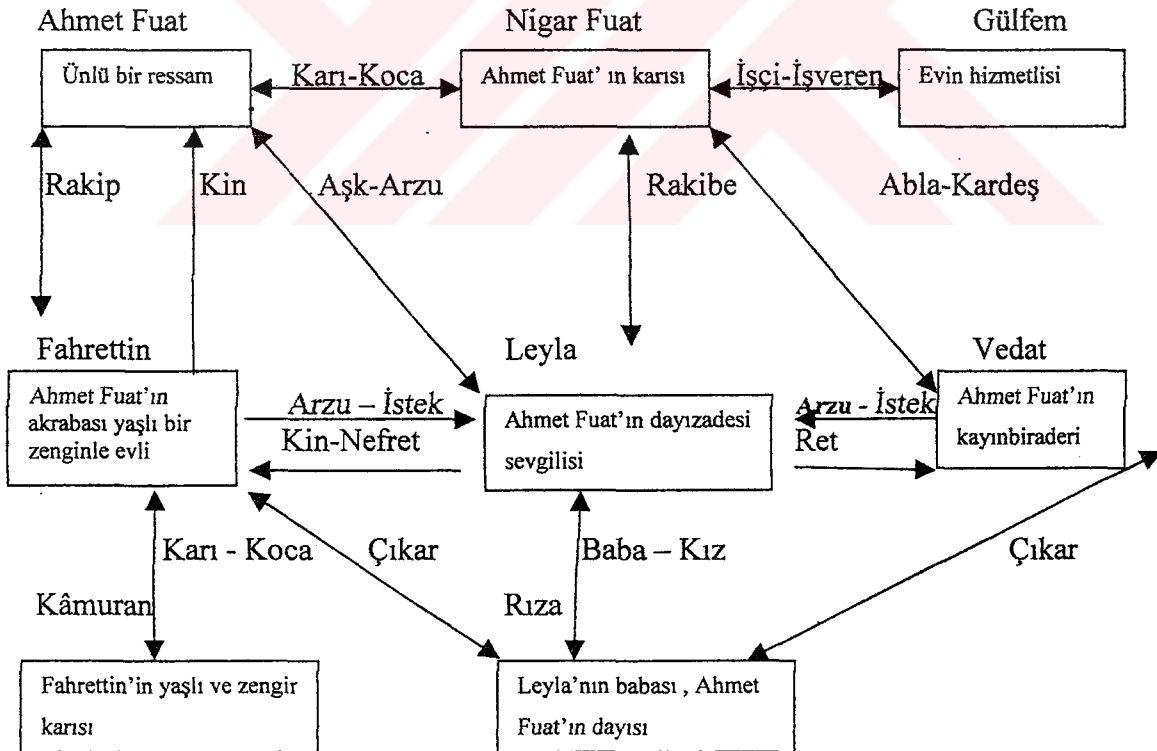 Ahmet Fuat Nigar Fuat Gülfem
Ünlü bir ressam Karı-Koca Ahmet Fuat' ın karısı İşçi-İşveren Evin hizmetlisi
Rakip Kin Aşk-Arzu Rakibe Abla-Kardeş
Fahrettin Leyla Vedat
Ahmet Fuat'ın
akrabası yaşlı bir
zenginle evli
Arzu – İstek
Kin-Nefret
Ahmet Fuat'ın dayızadesi
sevgilisi
Arzu - İstek
Ret
Ahmet Fuat'ın
kayınbiraderi
Karı - Koca Çıkar Baba – Kız Çıkar
Kâmuran Rıza
Fahrettin'in yaşlı ve zengir
karısı
Leyla'nın babası , Ahmet
Fuat'ın dayısı